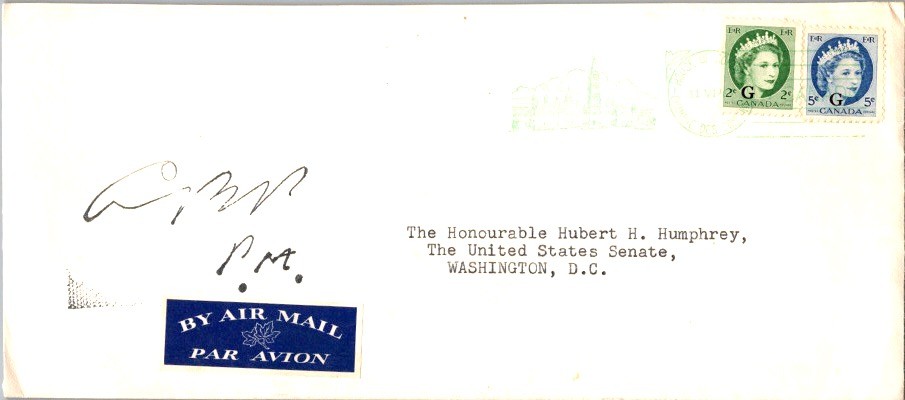 E R E R
2c G 2c
CANADA
E R E R
5c G 5c
CANADA
P.M.
The Honourable Hubert H. Humphrey,
The United States Senate,
WASHINGTON, D.C.
BY AIR MAIL
PAR AVION